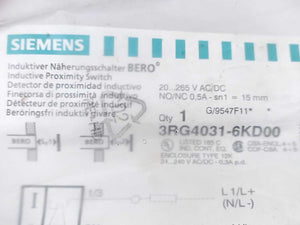 SIEMENS
Induktiver Näherungsschalter BERO®
Inductive Proximity Switch
Detector de proximidad inductivo
Finecorsa di prossimità induttivo
Détecteur de proximité inductif
Beröringsfri induktiv givare
20...265 V AC/DC
NO/NC 0,5A - sn1 = 15 mm
G/9547F11*
Qty 1
3RG4031-6KD00
LISTED
IND. CONT. EQ.
ENCLOSURE TYPE
1/3
L 1/L+
(N/L-)